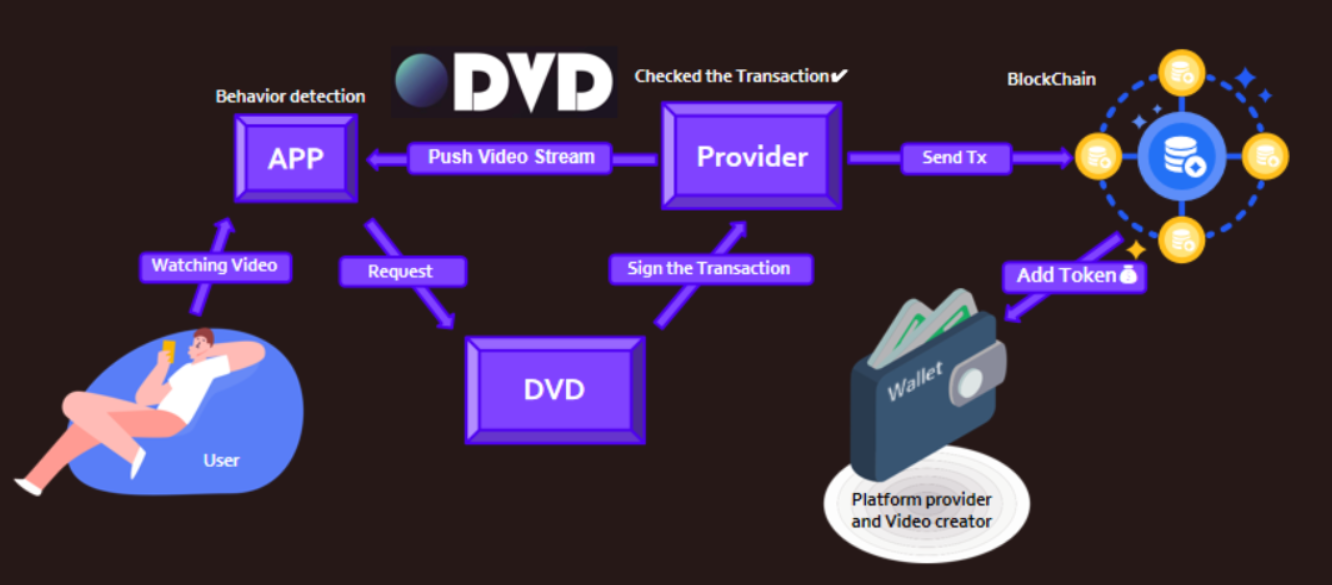 DVD
Checked the Transaction✔
BlockChain
Behavior detection
APP
Push Video Stream
Provider
Send Tx
Watching Video
Request
Sign the Transaction
Add Token💰
DVD
Wallet
User
Platform provider
and Video creator